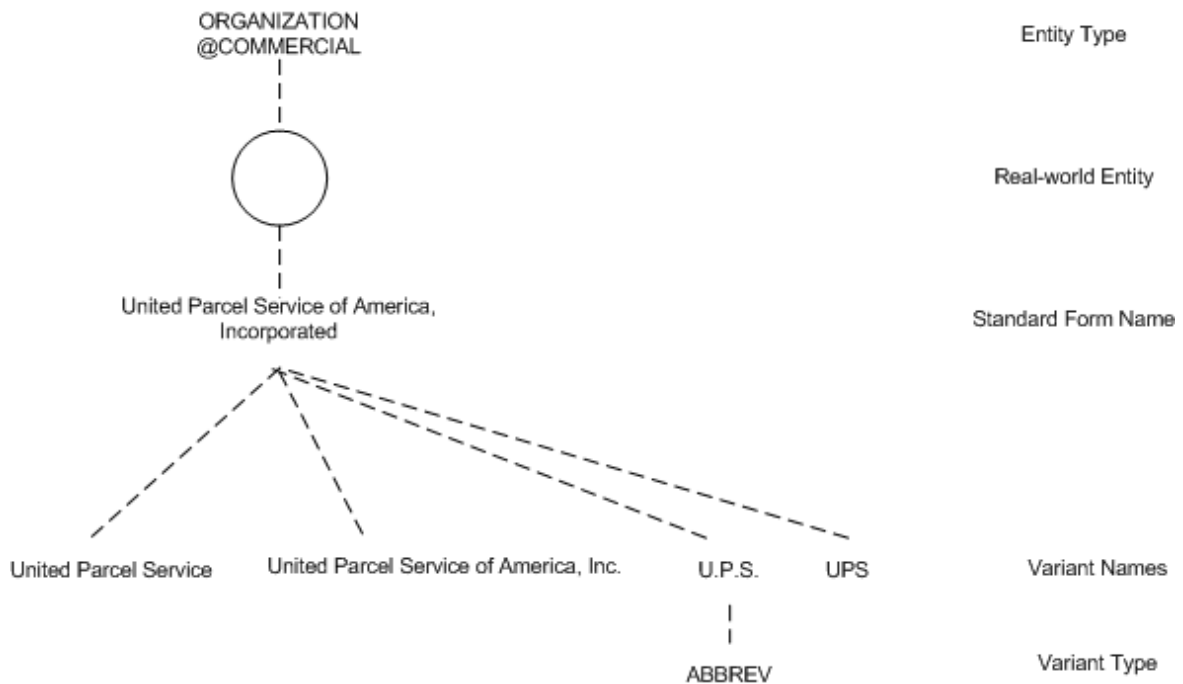 ORGANIZATION
@COMMERCIAL
Entity Type
Real-world Entity
United Parcel Service of America,
Incorporated
Standard Form Name
United Parcel Service
United Parcel Service of America, Inc.
U.P.S.
UPS
Variant Names
ABBREV
Variant Type